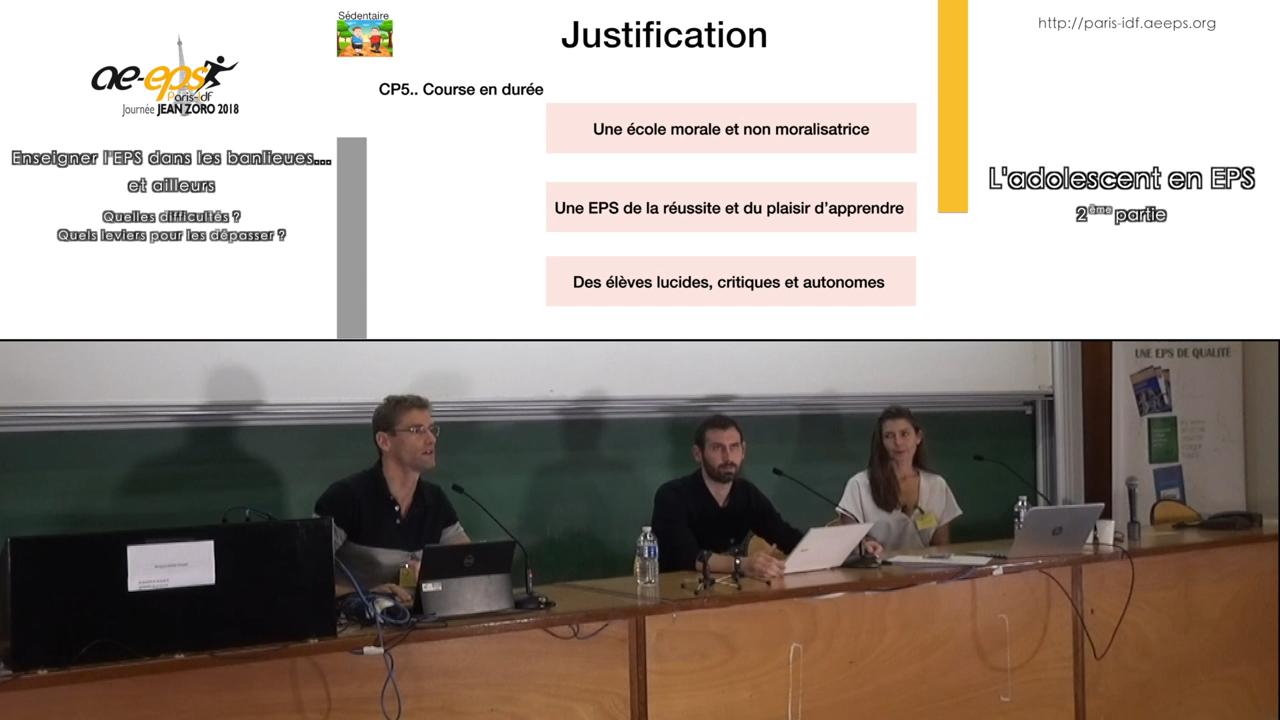 Sédentaire
Justification
http://paris-idf.aeeps.org
ae-eps
Paris-Idf
Journée JEAN ZORO 2018
CP5.. Course en durée
Une école morale et non moralisatrice
Enseigner l'EPS dans les banlieues...
et ailleurs
Quelles difficultés ?
Quels leviers pour les dépasser ?
Une EPS de la réussite et du plaisir d'apprendre
L'adolescent en EPS
2ème partie
Des élèves lucides, critiques et autonomes
UNE EPS DE QUALITÉ
DELL